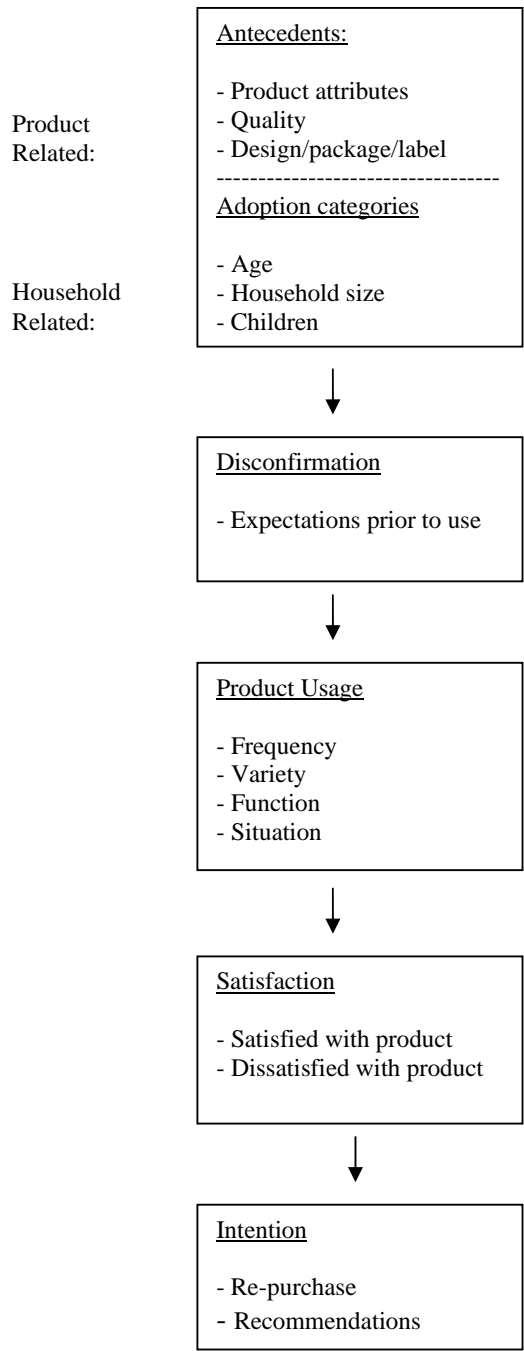 Antecedents:
- Product attributes
Product
- Quality
Related:
- Design/package/label
----------------------------------
Adoption categories
- Age
Household
- Household size
Related:
- Children
Disconfirmation
- Expectations prior to use
Product Usage
- Frequency
- Variety
- Function
- Situation
Satisfaction
- Satisfied with product
- Dissatisfied with product
Intention
- Re-purchase
- Recommendations